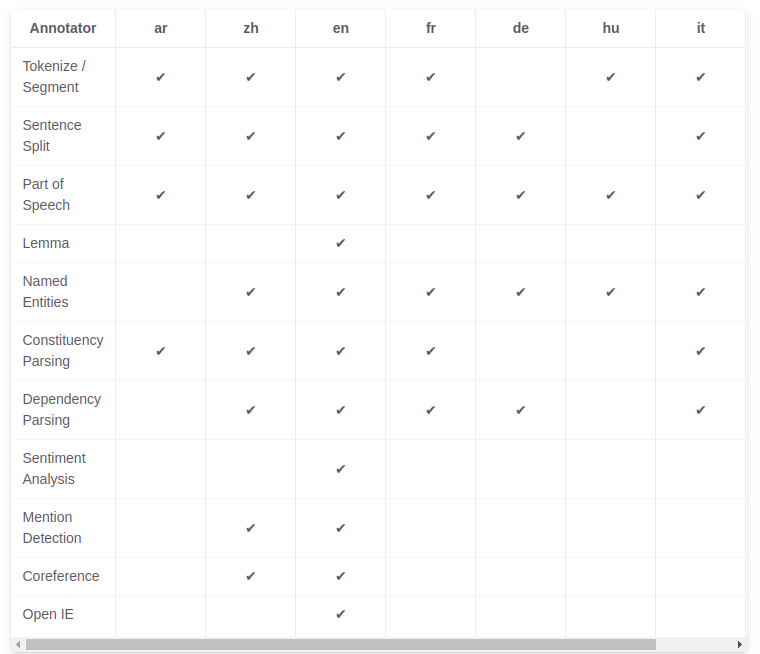 Annotator ar zh en fr de hu it
Tokenize /
Segment ✔ ✔ ✔ ✔ ✔ ✔
Sentence
Split ✔ ✔ ✔ ✔ ✔ ✔
Part of
Speech ✔ ✔ ✔ ✔ ✔ ✔ ✔
Lemma ✔
Named
Entities ✔ ✔ ✔ ✔ ✔ ✔
Constituency
Parsing ✔ ✔ ✔ ✔ ✔
Dependency
Parsing ✔ ✔ ✔ ✔ ✔
Sentiment
Analysis ✔
Mention
Detection ✔ ✔
Coreference ✔ ✔
Open IE ✔